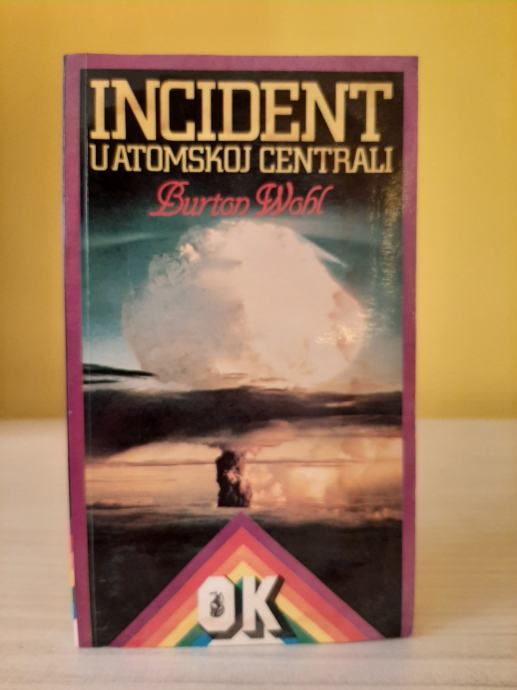 INCIDENT
U ATOMSKOJ CENTRALI
Burton Wohl
OK